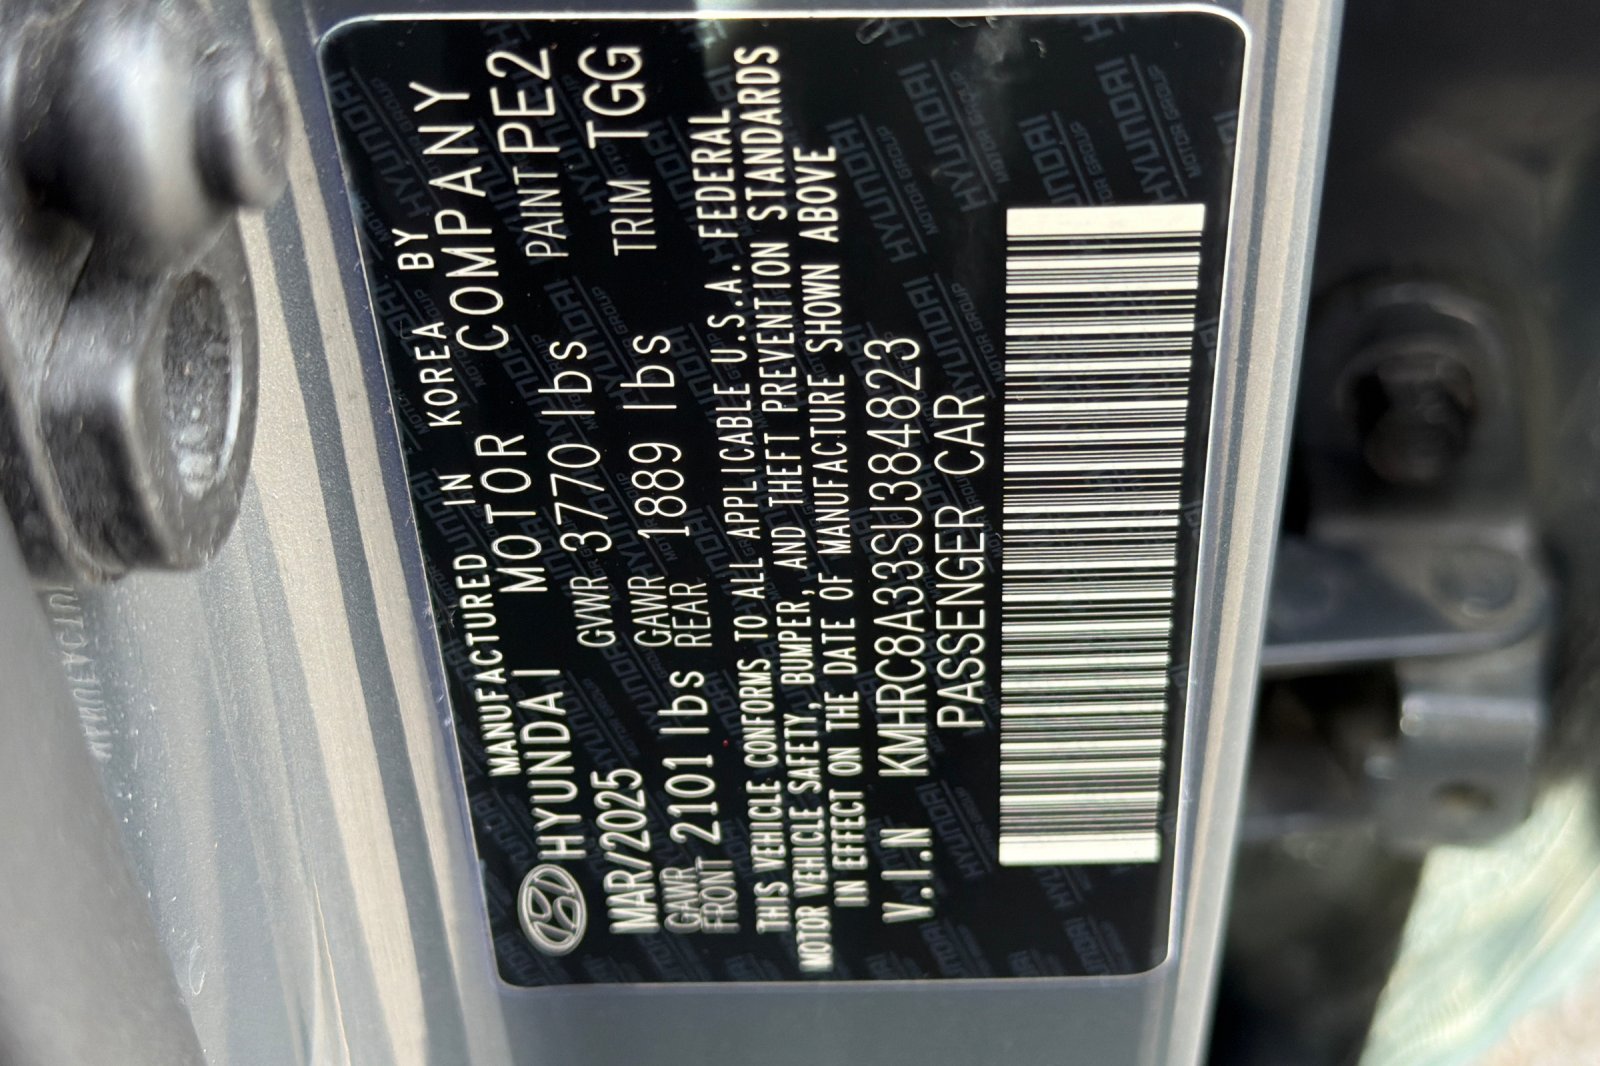 MANUFACTURED IN KOREA BY
HYUNDAI MOTOR COMPANY
MAR/2025 GVWR 3770 lbs PAINT PE2
GAWR FRONT 2101 lbs GAWR REAR 1889 lbs TRIM TGG
THIS VEHICLE CONFORMS TO ALL APPLICABLE U.S.A. FEDERAL
MOTOR VEHICLE SAFETY, BUMPER, AND THEFT PREVENTION STANDARDS
IN EFFECT ON THE DATE OF MANUFACTURE SHOWN ABOVE
V.I.N KMHRC8A33SU384823
PASSENGER CAR